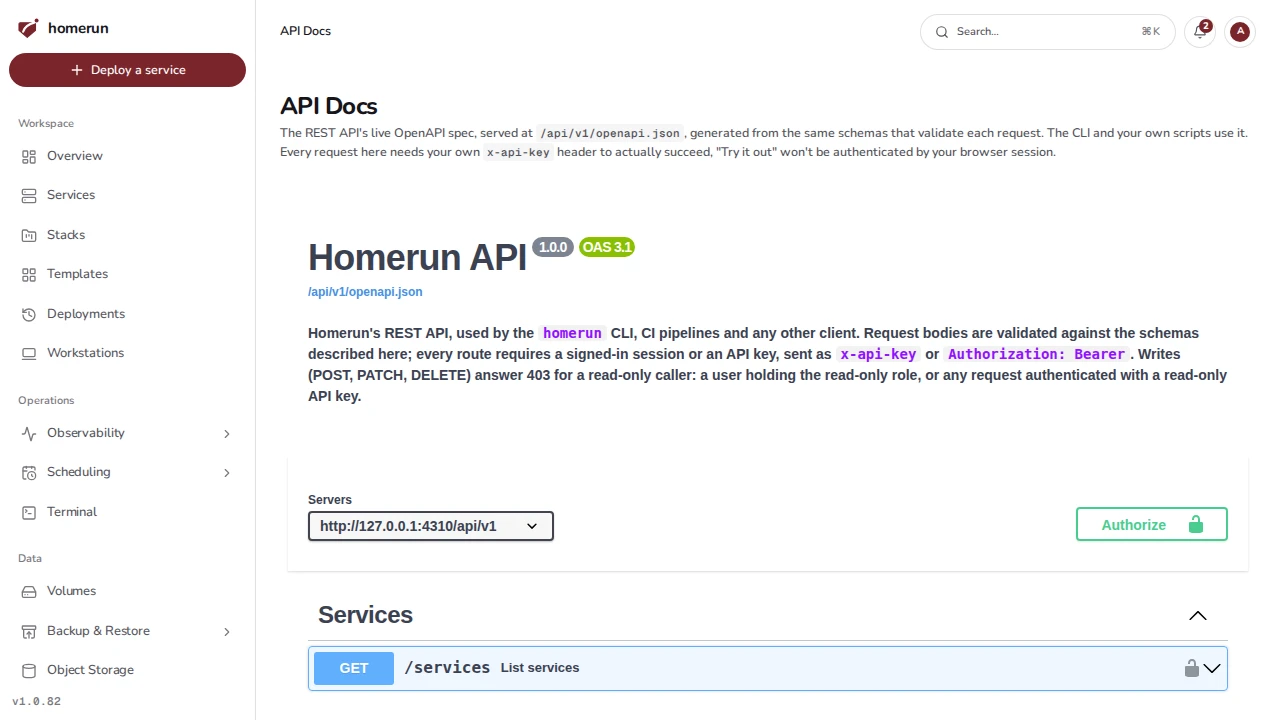 homerun
Deploy a service
Workspace
Overview
Services
Stacks
Templates
Deployments
Workstations
Operations
Observability
Scheduling
Terminal
Data
Volumes
Backup & Restore
Object Storage
v1.0.82
API Docs
Search...
⌘K
2
A
API Docs
The REST API's live OpenAPI spec, served at /api/v1/openapi.json, generated from the same schemas that validate each request. The CLI and your own scripts use it.
Every request here needs your own x-api-key header to actually succeed, "Try it out" won't be authenticated by your browser session.
Homerun API 1.0.0 OAS 3.1
/api/v1/openapi.json
Homerun's REST API, used by the homerun CLI, CI pipelines and any other client. Request bodies are validated against the schemas
described here; every route requires a signed-in session or an API key, sent as x-api-key or Authorization: Bearer. Writes
(POST, PATCH, DELETE) answer 403 for a read-only caller: a user holding the read-only role, or any request authenticated with a read-only
API key.
Servers
http://127.0.0.1:4310/api/v1
Authorize
Services
GET /services List services